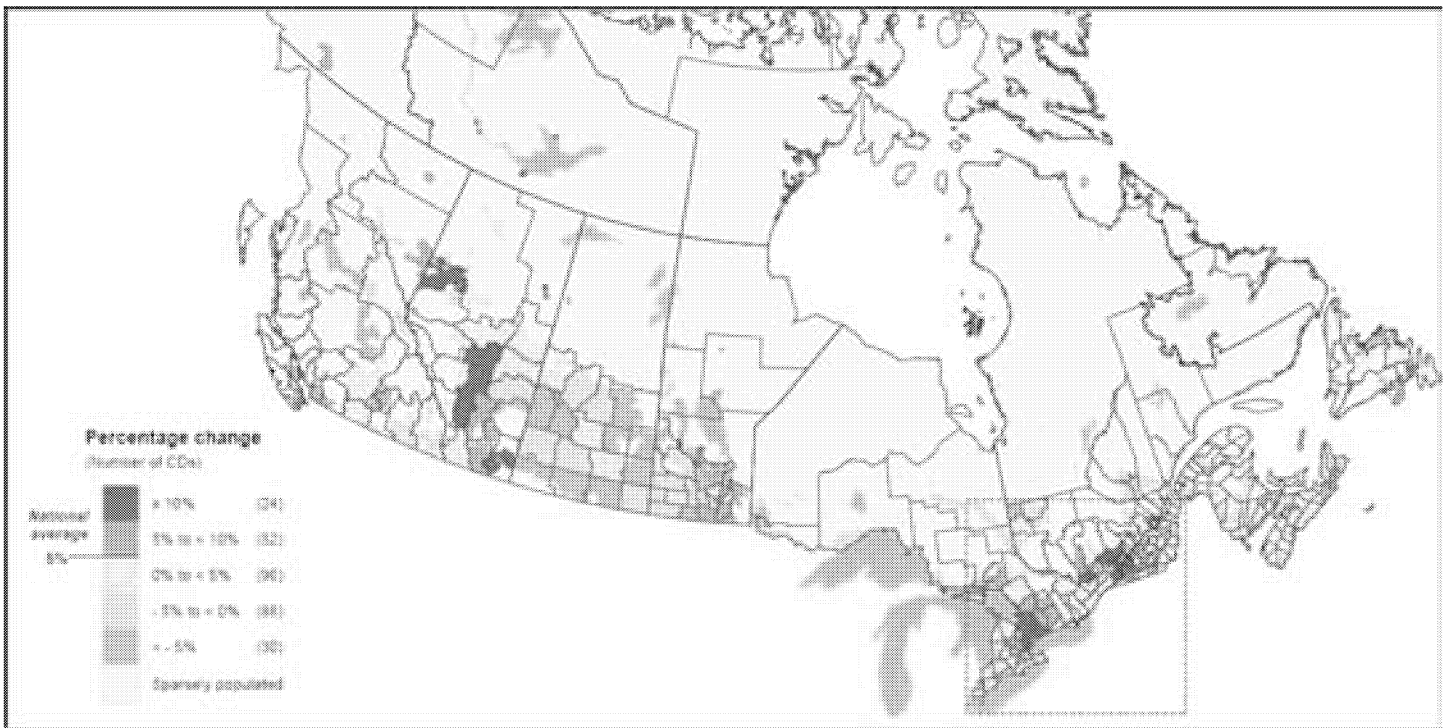 Percentage change
(Number of CDs)
National
average
5%
≥ 10% (24)
5% to < 10% (52)
0% to < 5% (96)
- 5% to < 0% (86)
< - 5% (30)
Sparsely populated